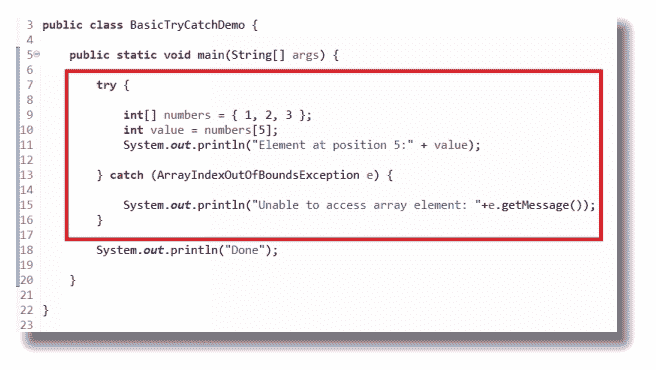 3 public class BasicTryCatchDemo {
4
5 public static void main(String[] args) {
6
7 try {
8
9 int[] numbers = { 1, 2, 3 };
10 int value = numbers[5];
11 System.out.println("Element at position 5:" + value);
12
13 } catch (ArrayIndexOutOfBoundsException e) {
14
15 System.out.println("Unable to access array element: "+e.getMessage());
16 }
17
18 System.out.println("Done");
19
20 }
21
22 }
23